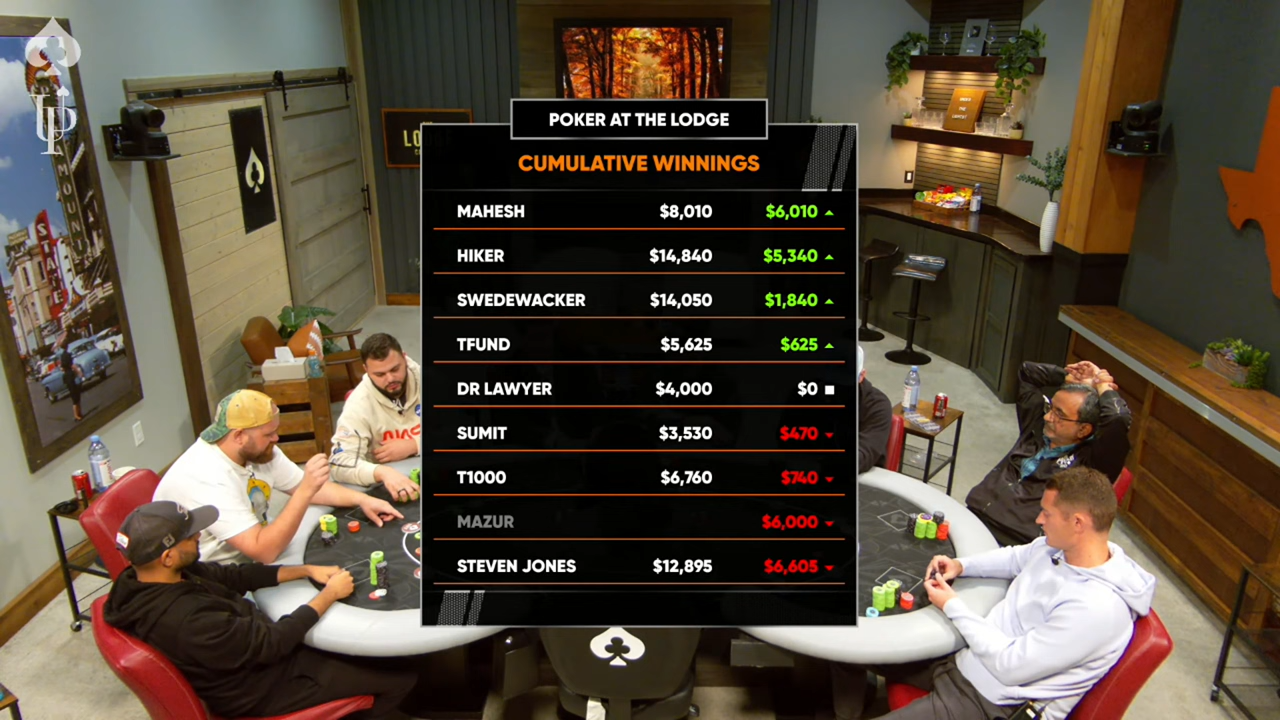 POKER AT THE LODGE
CUMULATIVE WINNINGS
MAHESH $8,010 $6,010
HIKER $14,840 $5,340
SWEDEWACKER $14,050 $1,840
TFUND $5,625 $625
DR LAWYER $4,000 $0
SUMIT $3,530 $470
T1000 $6,760 $740
MAZUR $6,000
STEVEN JONES $12,895 $6,605
UP
STATE